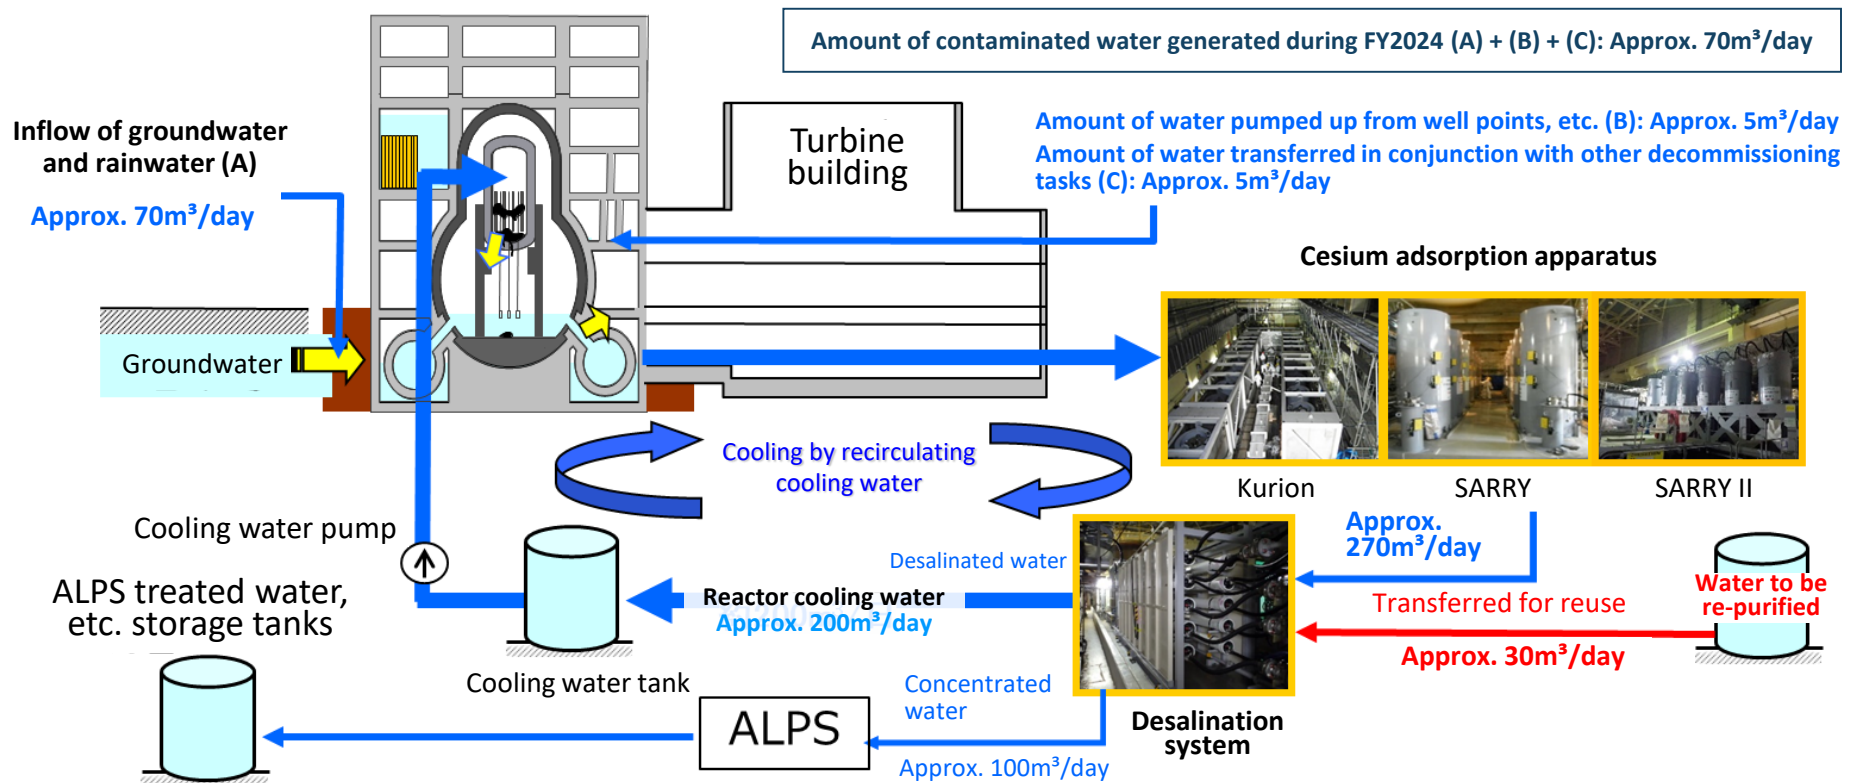 Amount of contaminated water generated during FY2024 (A) + (B) + (C): Approx. 70m³/day
Inflow of groundwater
and rainwater (A)
Approx. 70m³/day
Turbine
building
Amount of water pumped up from well points, etc. (B): Approx. 5m³/day
Amount of water transferred in conjunction with other decommissioning
tasks (C): Approx. 5m³/day
Cesium adsorption apparatus
Groundwater
Kurion
SARRY
SARRY II
Cooling by recirculating
cooling water
Cooling water pump
Approx.
270m³/day
Desalinated water
Water to be
re-purified
ALPS treated water,
etc. storage tanks
Reactor cooling water
Approx. 200m³/day
Transferred for reuse
Approx. 30m³/day
Cooling water tank
Concentrated
water
ALPS
Desalination
system
Approx. 100m³/day